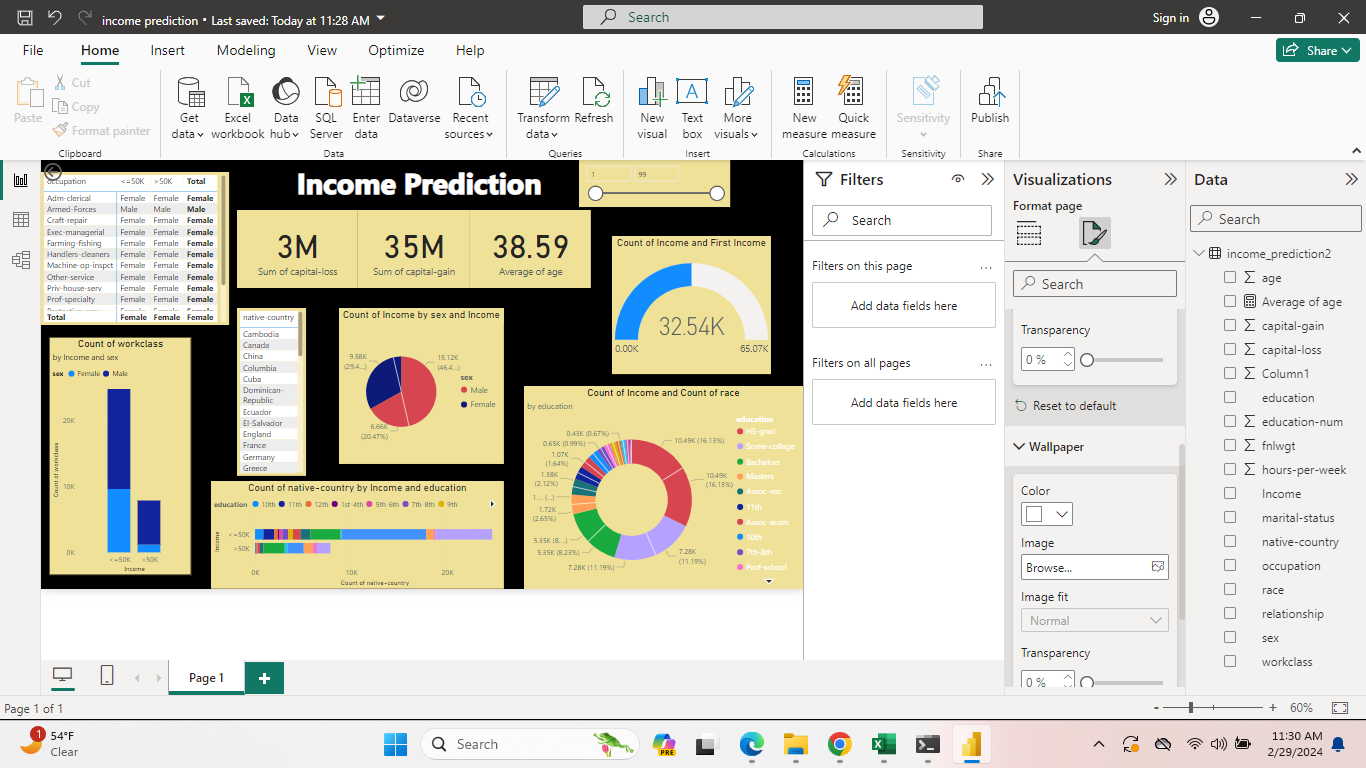 income prediction • Last saved: Today at 11:28 AM
Search
Sign in
File Home Insert Modeling View Optimize Help
Share
Paste
Cut
Copy
Format painter
Clipboard
Get data
Excel workbook
Data hub
SQL Server
Enter data
Dataverse
Recent sources
Data
Transform data
Refresh
Queries
New visual
Text box
More visuals
Insert
New measure
Quick measure
Calculations
Sensitivity
Sensitivity
Publish
Share
occupation <=50K >50K Total
Adm-clerical Female Female Female
Armed-Forces Male Male Male
Craft-repair Female Female Female
Exec-managerial Female Female Female
Farming-fishing Female Female Female
Handlers-cleaners Female Female Female
Machine-op-inspct Female Female Female
Other-service Female Female Female
Priv-house-serv Female Female Female
Prof-specialty Female Female Female
Total Female Female Female
Income Prediction
1 99
3M
Sum of capital-loss
35M
Sum of capital-gain
38.59
Average of age
Count of Income and First Income
32.54K
0.00K 65.07K
Count of workclass
by Income and sex
sex Female Male
20K
10K
0K
Count of workclass
<=50K >50K
Income
native-country
Cambodia
Canada
China
Columbia
Cuba
Dominican-
Republic
Ecuador
El-Salvador
England
France
Germany
Greece
Count of Income by sex and Income
9.58K
(29.4...)
15.12K
(46.4...)
6.66K
(20.47%)
sex
Male
Female
Count of native-country by Income and education
education 10th 11th 12th 1st-4th 5th-6th 7th-8th 9th
Income
<=50K
>50K
0K 10K 20K
Count of native-country
Count of Income and Count of race
by education
0.43K (0.67%)
0.65K (0.99%)
1.07K
(1.64%)
1.38K
(2.12%)
1.... (...)
1.72K
(2.65%)
5.35K (8....)
5.35K (8.23%)
7.28K (11.19%)
7.28K
(11.19%)
10.49K (16.13%)
10.49K
(16.13%)
education
HS-grad
Some-college
Bachelors
Masters
Assoc-voc
11th
Assoc-acdm
10th
7th-8th
Prof-school
Filters
Search
Filters on this page ...
Add data fields here
Filters on all pages ...
Add data fields here
Visualizations
Format page
Search
Transparency
0 %
Reset to default
Wallpaper
Color
Image
Browse...
Image fit
Normal
Transparency
0 %
Data
Search
income_prediction2
age
Average of age
capital-gain
capital-loss
Column1
education
education-num
fnlwgt
hours-per-week
Income
marital-status
native-country
occupation
race
relationship
sex
workclass
Page 1
Page 1 of 1
- + 60%
1
54°F
Clear
Search
PRE
11:30 AM
2/29/2024